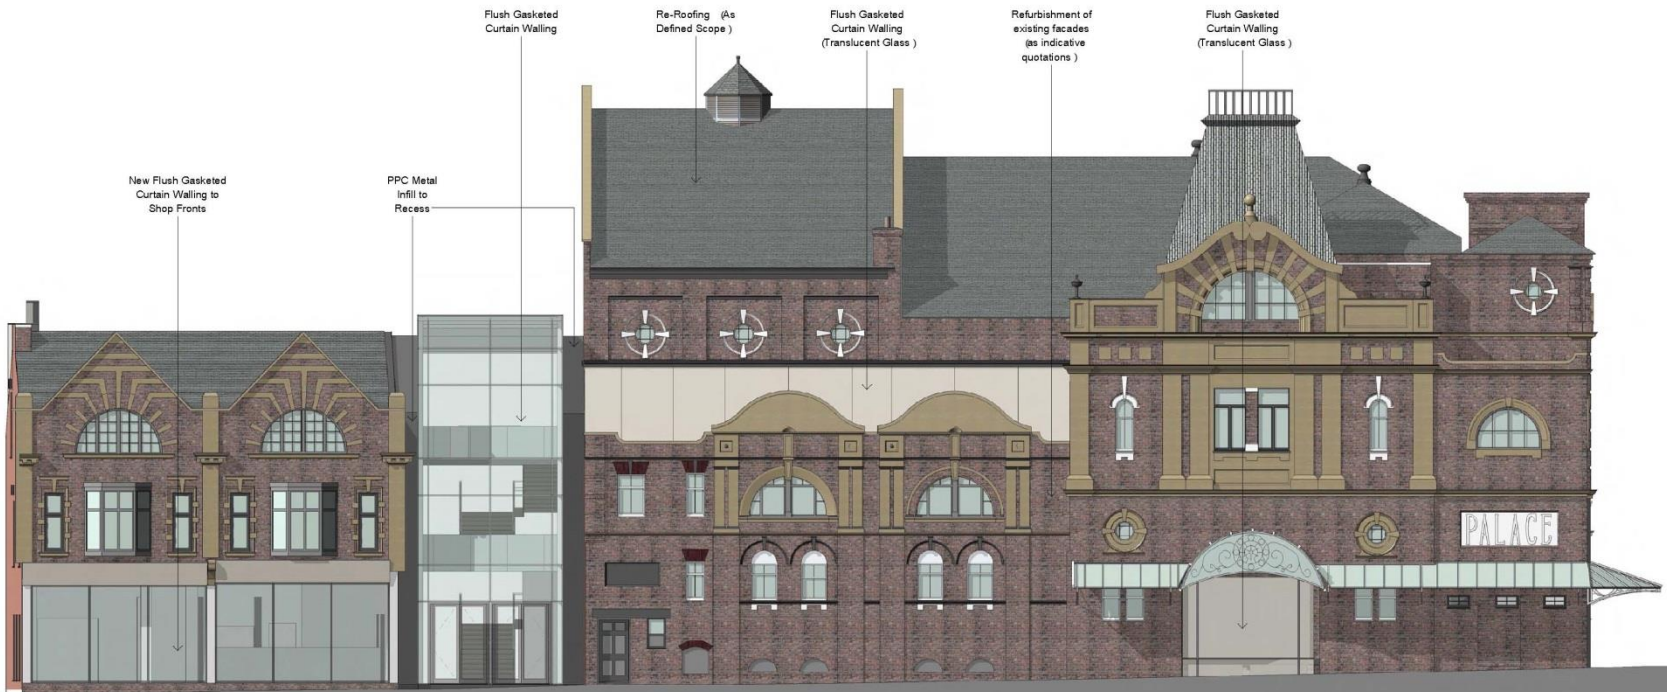 Flush Gasketed
Curtain Walling
Re-Roofing (As
Defined Scope )
Flush Gasketed
Curtain Walling
(Translucent Glass )
Refurbishment of
existing facades
(as indicative
quotations )
Flush Gasketed
Curtain Walling
(Translucent Glass )
New Flush Gasketed
Curtain Walling to
Shop Fronts
PPC Metal
Infill to
Recess
PALACE